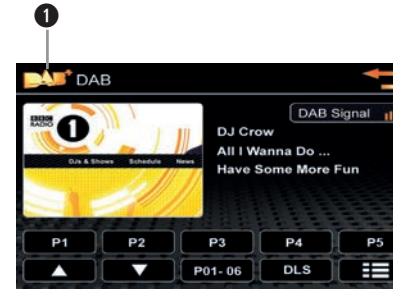 1
DAB+ DAB
DAB Signal
BBC
RADIO
1
DJs & Shows Schedule News
DJ Crow
All I Wanna Do ...
Have Some More Fun
P1 P2 P3 P4 P5
P01-06 DLS